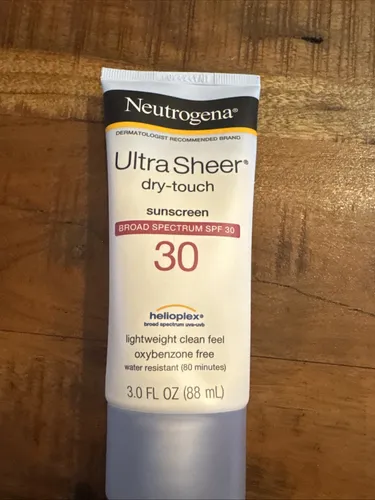 Neutrogena®
DERMATOLOGIST RECOMMENDED BRAND
Ultra Sheer®
dry-touch
sunscreen
BROAD SPECTRUM SPF 30
30
helioplex®
broad spectrum uva•uvb
lightweight clean feel
oxybenzone free
water resistant (80 minutes)
3.0 FL OZ (88 mL)